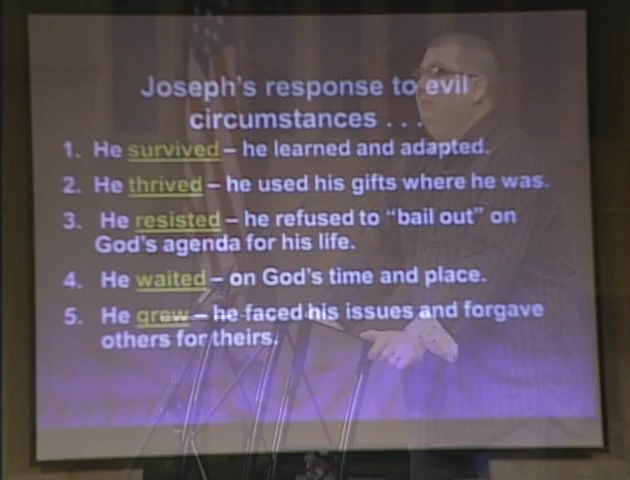 Joseph's response to evil
circumstances . . .
1. He survived – he learned and adapted.
2. He thrived – he used his gifts where he was.
3. He resisted – he refused to "bail out" on
God's agenda for his life.
4. He waited – on God's time and place.
5. He grew – he faced his issues and forgave
others for theirs.